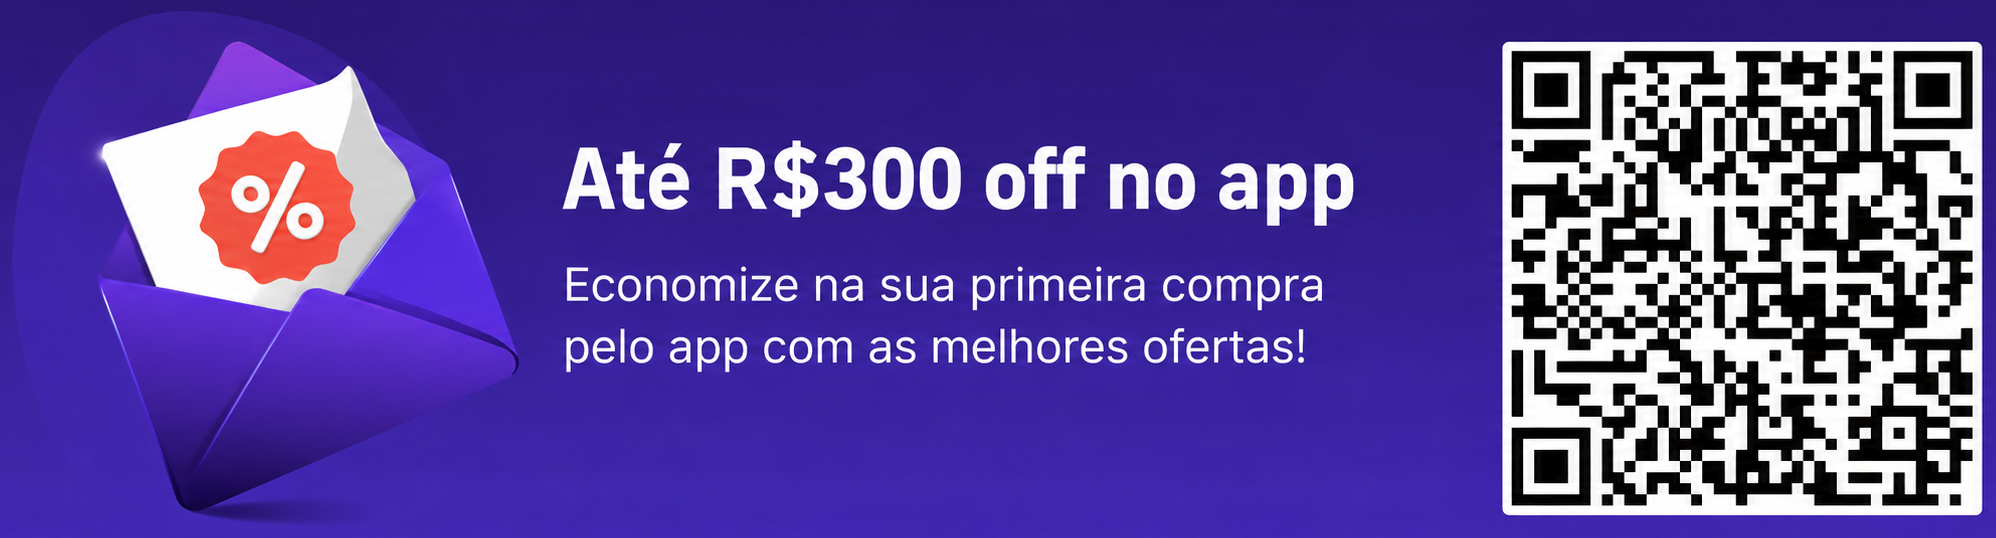 %
Até R$300 off no app
Economize na sua primeira compra
pelo app com as melhores ofertas!